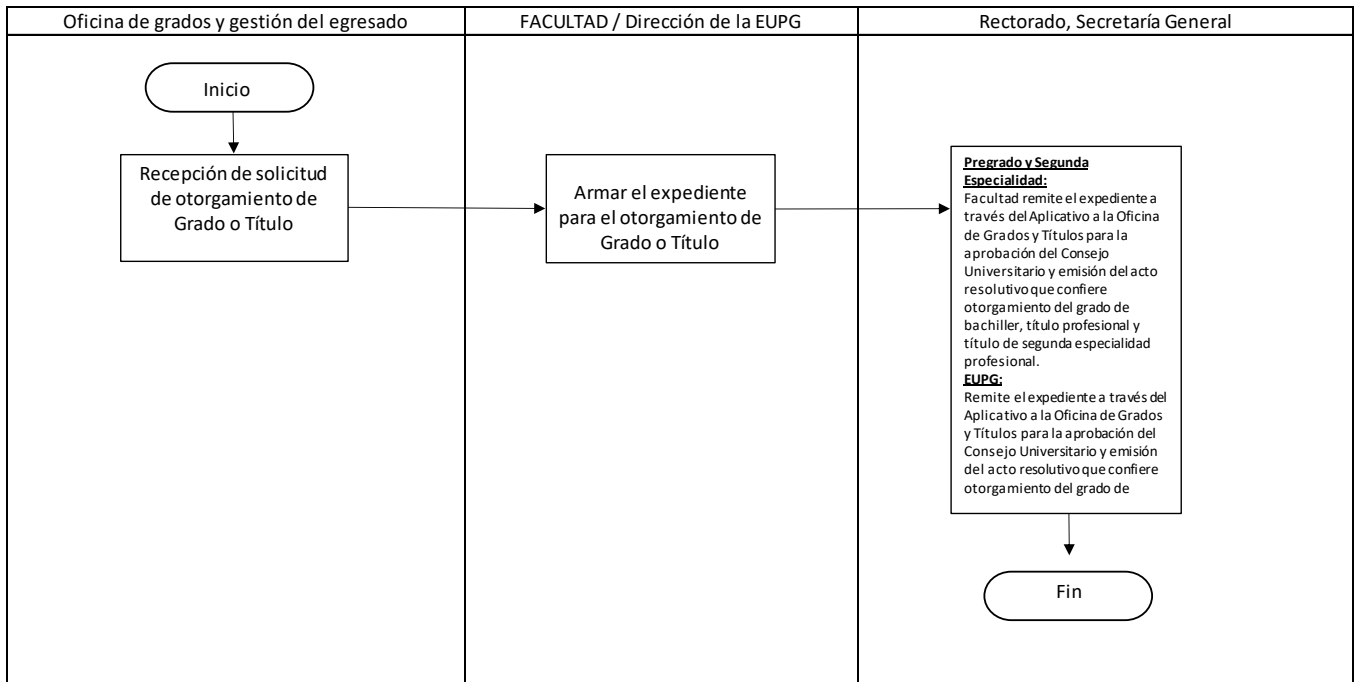 Oficina de grados y gestión del egresado
FACULTAD / Dirección de la EUPG
Rectorado, Secretaría General
Inicio
Recepción de solicitud
de otorgamiento de
Grado o Título
Armar el expediente
para el otorgamiento de
Grado o Título
Pregrado y Segunda
Especialidad:
Facultad remite el expediente a
través del Aplicativo a la Oficina
de Grados y Títulos para la
aprobación del Consejo
Universitario y emisión del acto
resolutivo que confiere
otorgamiento del grado de
bachiller, título profesional y
título de segunda especialidad
profesional.
EUPG:
Remite el expediente a través del
Aplicativo a la Oficina de Grados
y Títulos para la aprobación del
Consejo Universitario y emisión
del acto resolutivo que confiere
otorgamiento del grado de
Fin